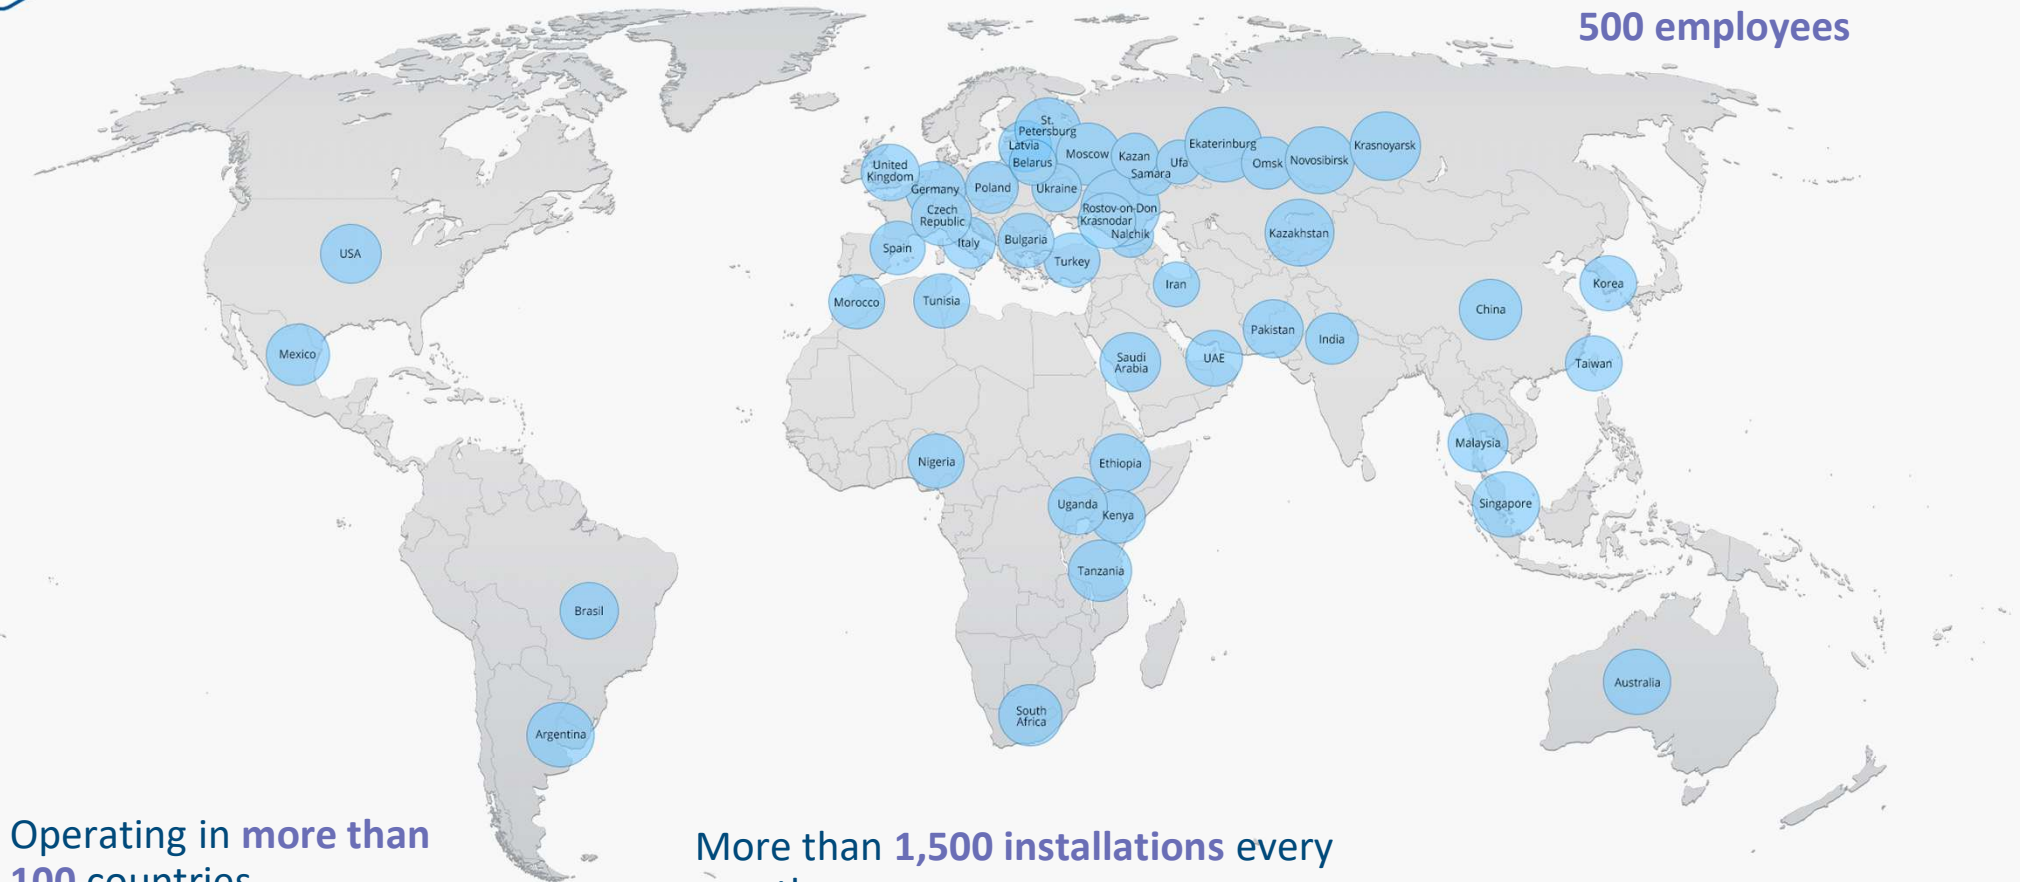 500 employees
St.
Petersburg
Latvia
Belarus
Moscow
Kazan
Samara
Ufa
Ekaterinburg
Omsk
Novosibirsk
Krasnoyarsk
United
Kingdom
Germany
Poland
Ukraine
Czech
Republic
Rostov-on-Don
Krasnodar
Nalchik
Spain
Italy
Bulgaria
Turkey
Kazakhstan
USA
Iran
Korea
Morocco
Tunisia
China
Pakistan
India
Mexico
Saudi
Arabia
UAE
Taiwan
Malaysia
Nigeria
Ethiopia
Uganda
Kenya
Singapore
Tanzania
Brasil
Australia
South
Africa
Argentina
Operating in more than
100 countries
More than 1,500 installations every